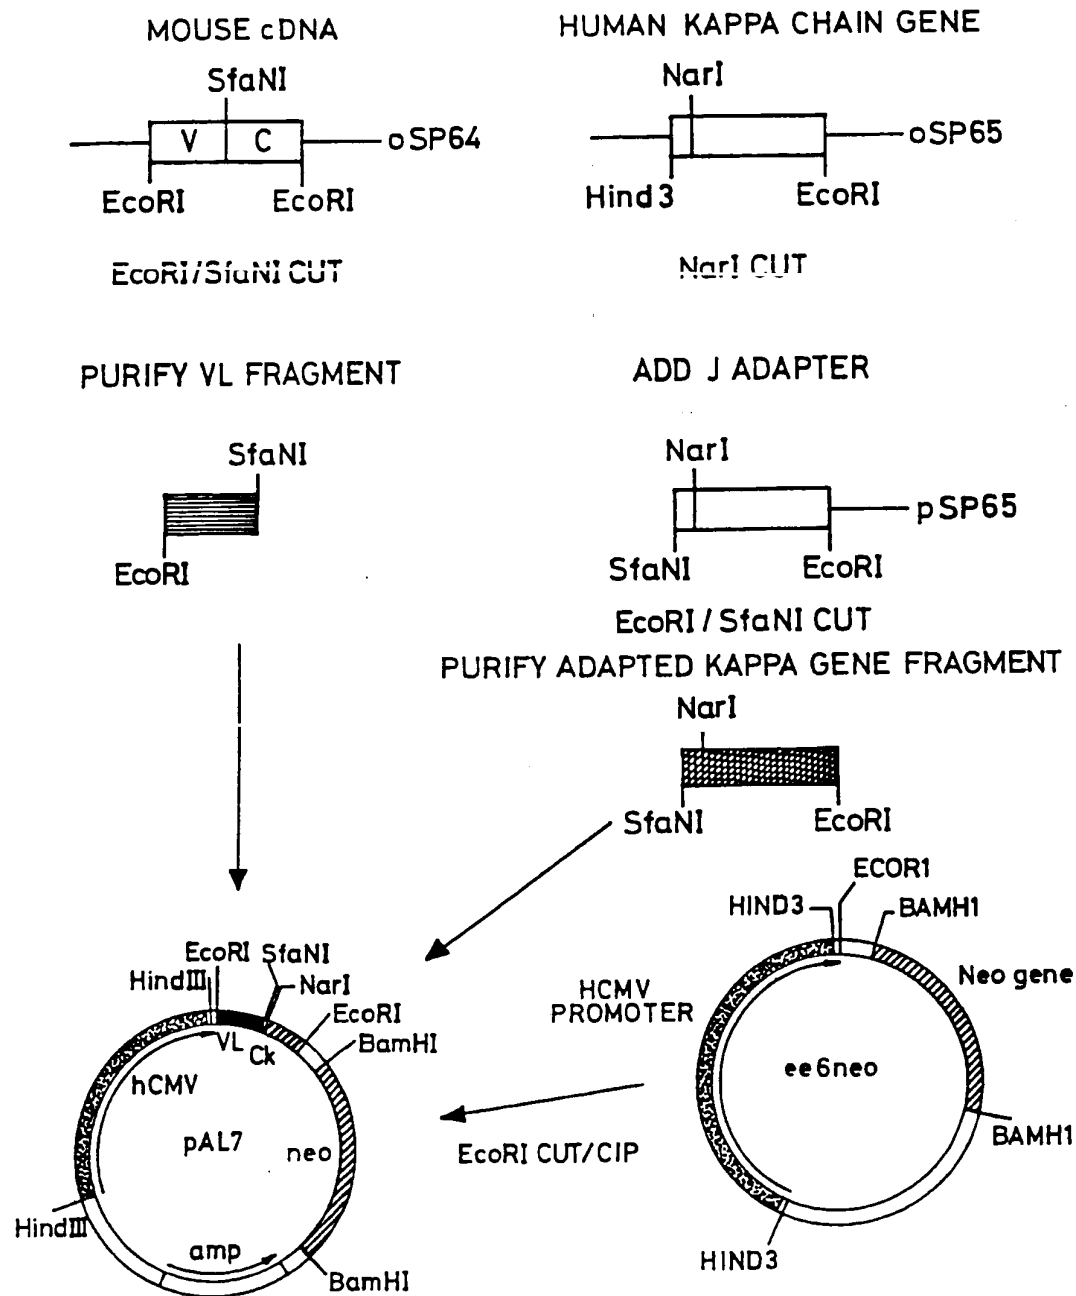 MOUSE cDNA
SfaNI
V
C
oSP64
EcoRI
EcoRI
EcoRI/SfaNI CUT
PURIFY VL FRAGMENT
SfaNI
EcoRI
HUMAN KAPPA CHAIN GENE
NarI
oSP65
Hind3
EcoRI
NarI CUT
ADD J ADAPTER
NarI
pSP65
SfaNI
EcoRI
EcoRI / SfaNI CUT
PURIFY ADAPTED KAPPA GENE FRAGMENT
NarI
SfaNI
EcoRI
EcoRI SfaNI
HindIII
NarI
EcoRI
BamHI
VL
Ck
hCMV
pAL7
neo
HindIII
amp
BamHI
ECOR1
HIND3
BAMH1
Neo gene
HCMV
PROMOTER
ee6neo
EcoRI CUT/CIP
BAMH1
HIND3